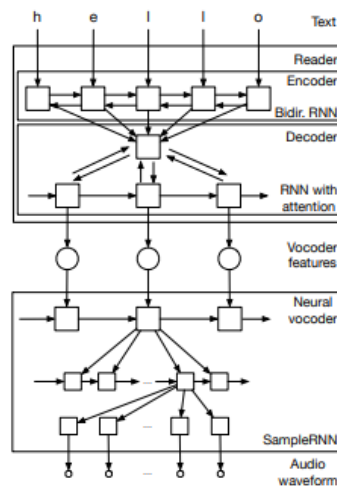 h e l l o
Text
Reader
Encoder
Bidir. RNN
Decoder
RNN with
attention
Vocoder
features
Neural
vocoder
...
...
SampleRNN
Audio
waveform
...